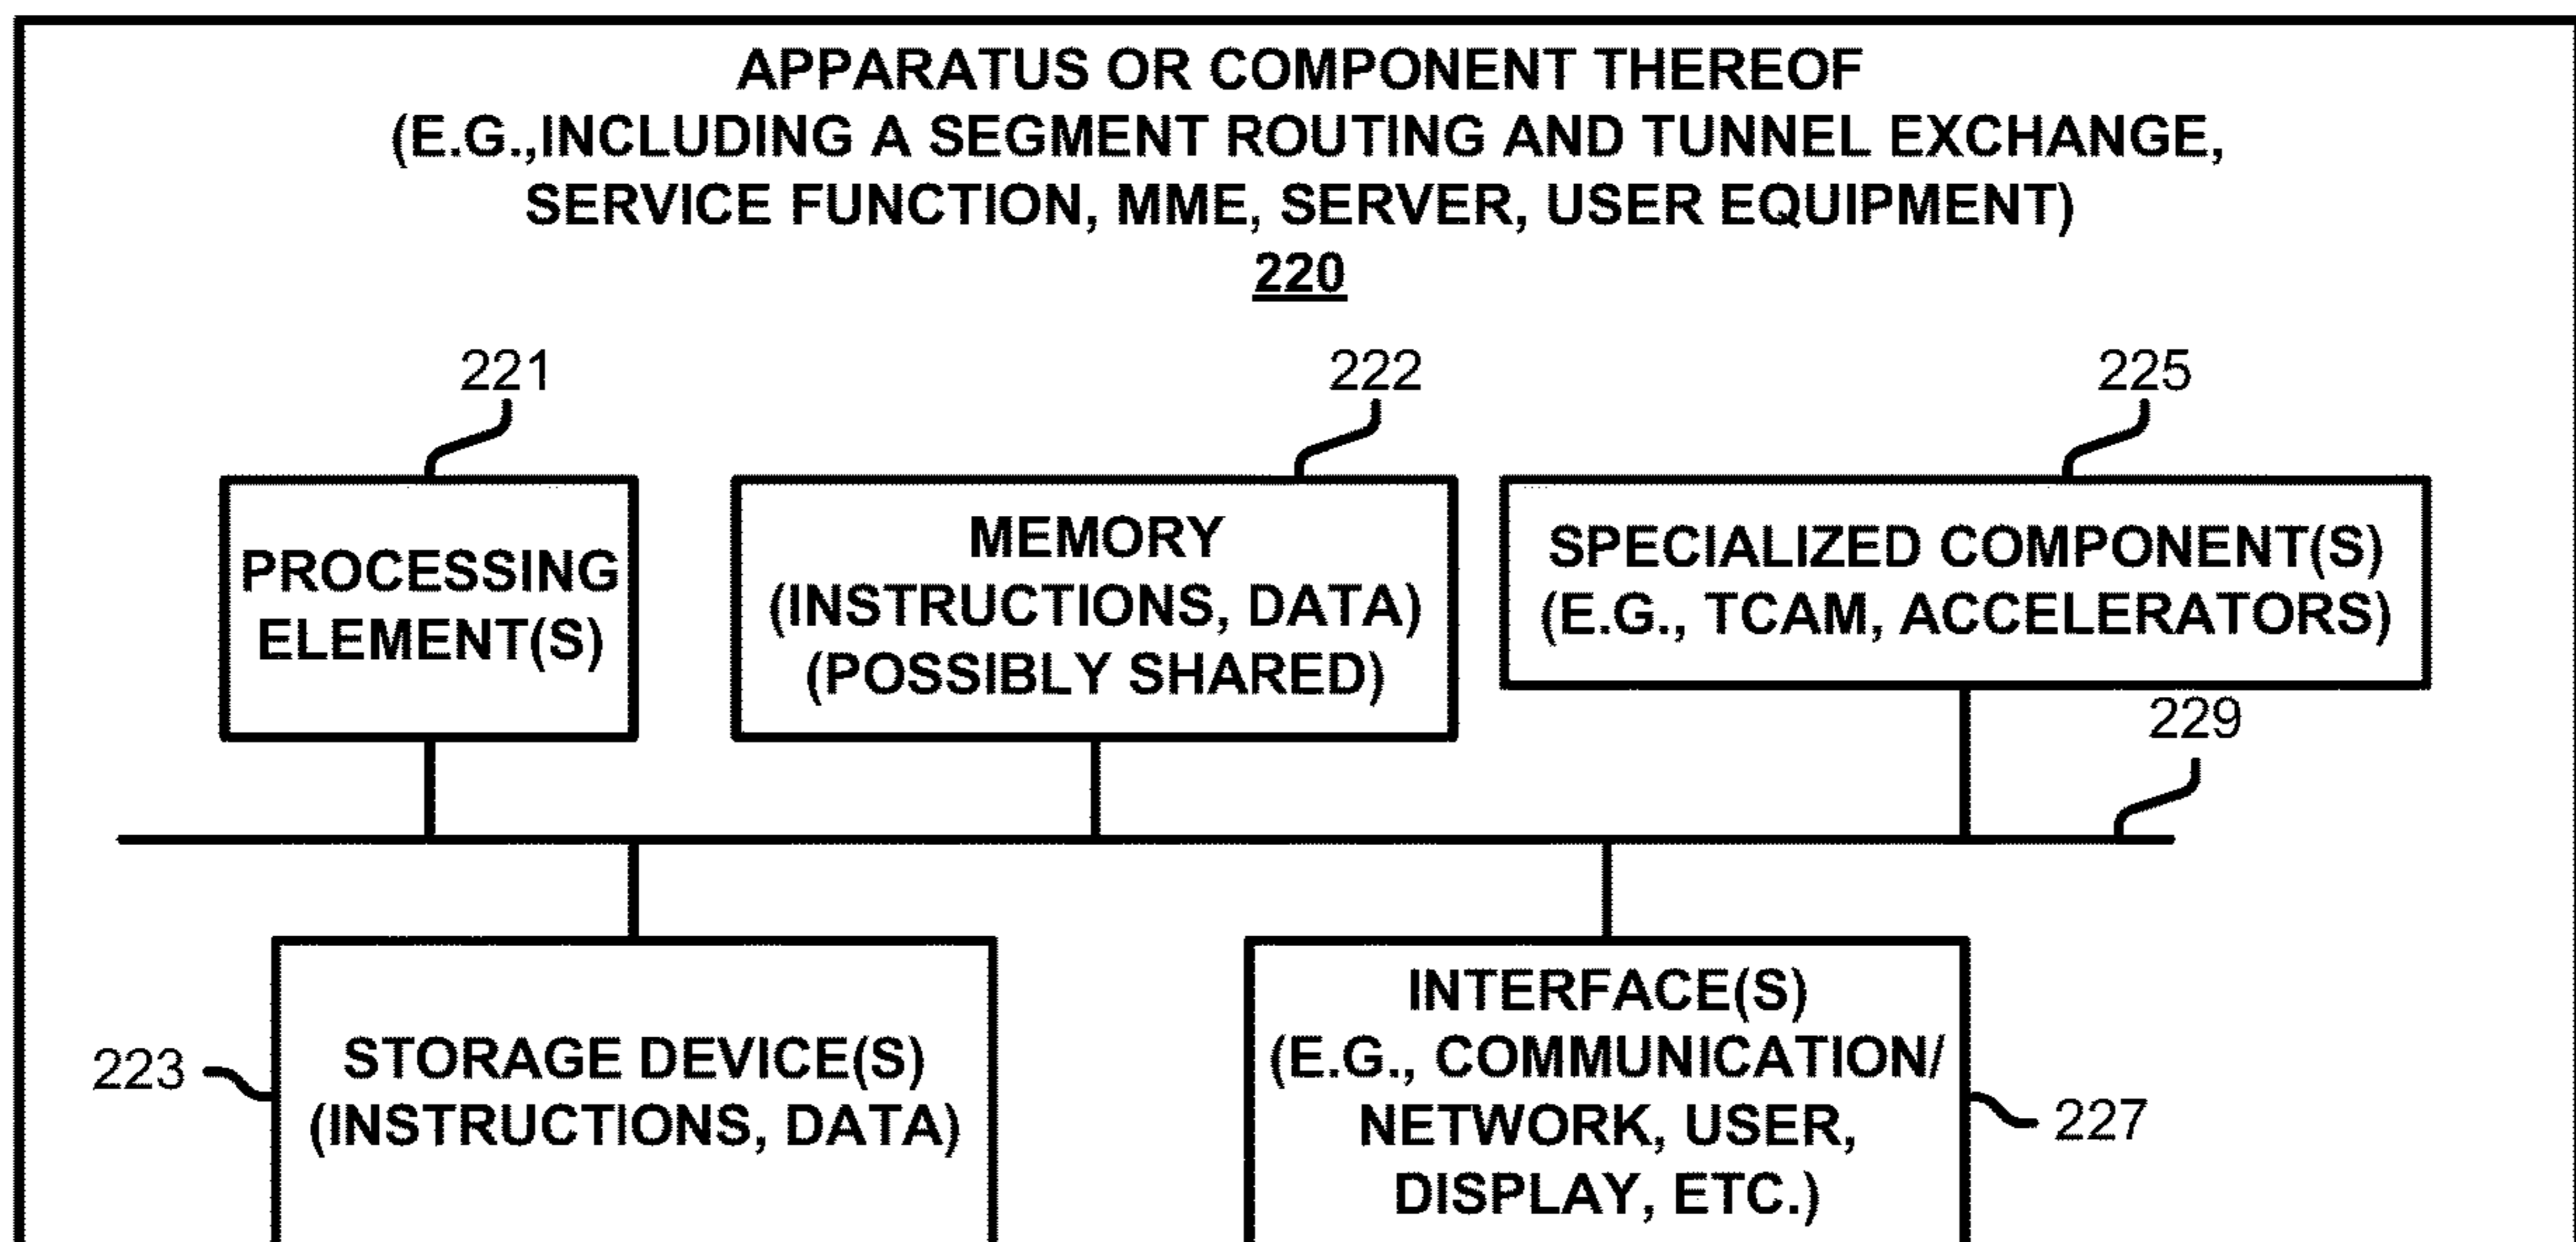 APPARATUS OR COMPONENT THEREOF
(E.G.,INCLUDING A SEGMENT ROUTING AND TUNNEL EXCHANGE,
SERVICE FUNCTION, MME, SERVER, USER EQUIPMENT)
220
221
222
225
PROCESSING
ELEMENT(S)
MEMORY
(INSTRUCTIONS, DATA)
(POSSIBLY SHARED)
SPECIALIZED COMPONENT(S)
(E.G., TCAM, ACCELERATORS)
229
223
STORAGE DEVICE(S)
(INSTRUCTIONS, DATA)
INTERFACE(S)
(E.G., COMMUNICATION/
NETWORK, USER,
DISPLAY, ETC.)
227